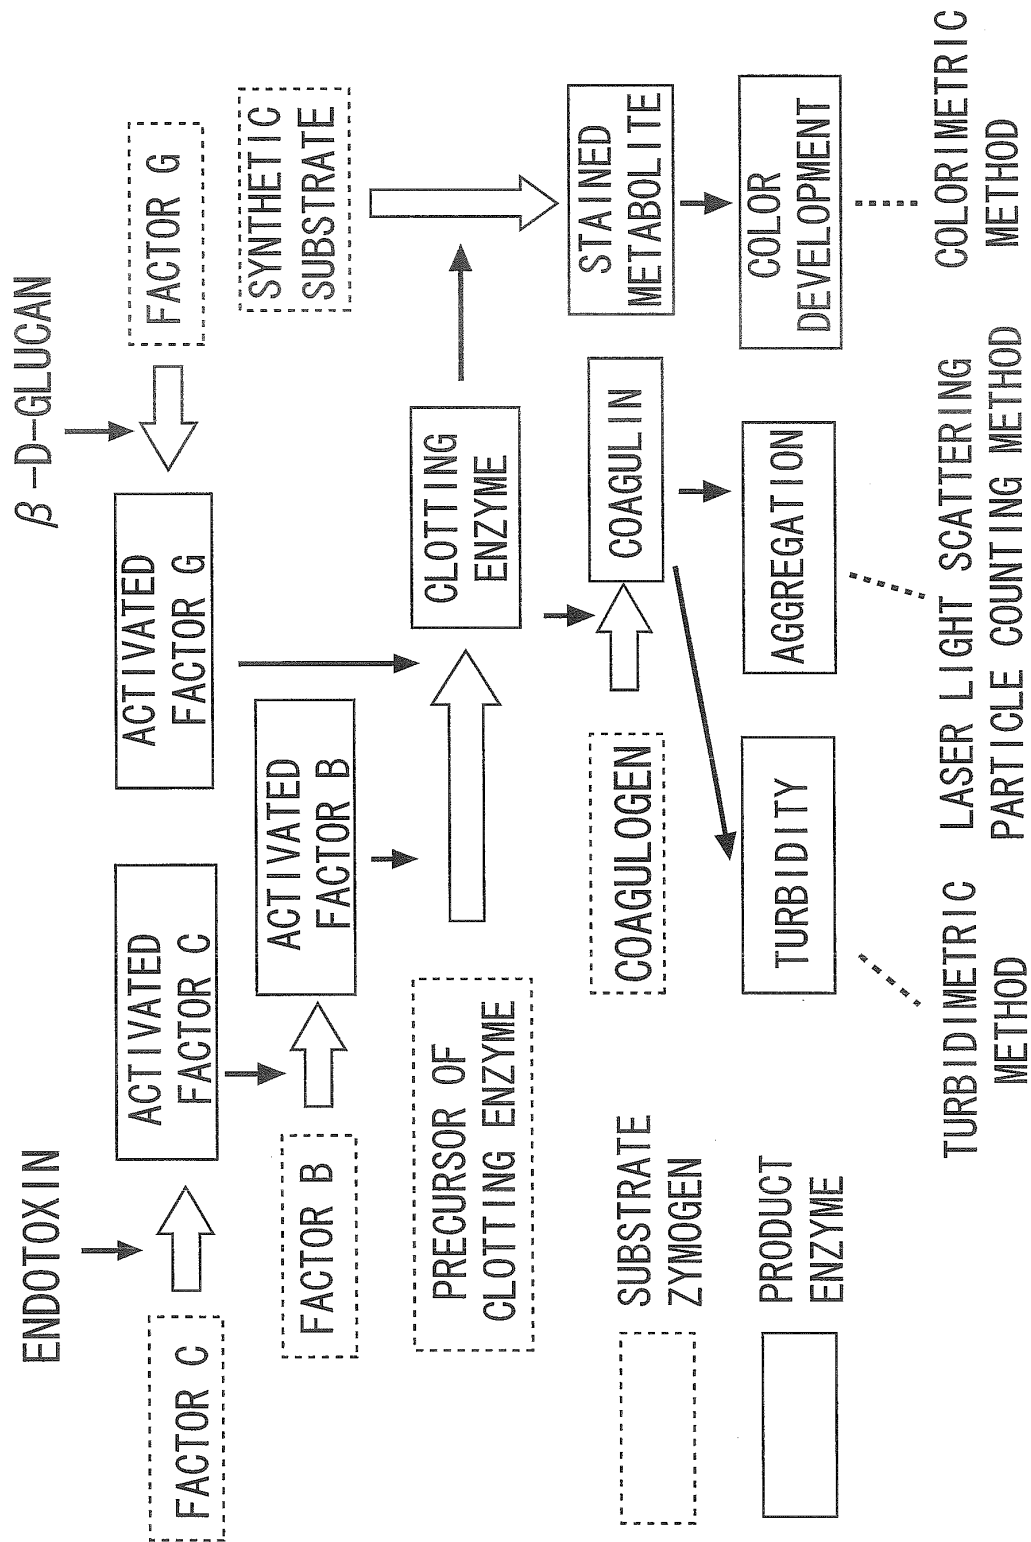 ENDOTOXIN
β-D-GLUCAN
FACTOR C
ACTIVATED
FACTOR C
ACTIVATED
FACTOR G
FACTOR G
FACTOR B
ACTIVATED
FACTOR B
SYNTHETIC
SUBSTRATE
PRECURSOR OF
CLOTTING ENZYME
CLOTTING
ENZYME
COAGULOGEN
COAGULIN
STAINED
METABOLITE
SUBSTRATE
ZYMOGEN
PRODUCT
ENZYME
TURBIDITY
AGGREGATION
COLOR
DEVELOPMENT
TURBIDIMETRIC
METHOD
LASER LIGHT SCATTERING
PARTICLE COUNTING METHOD
COLORIMETRIC
METHOD